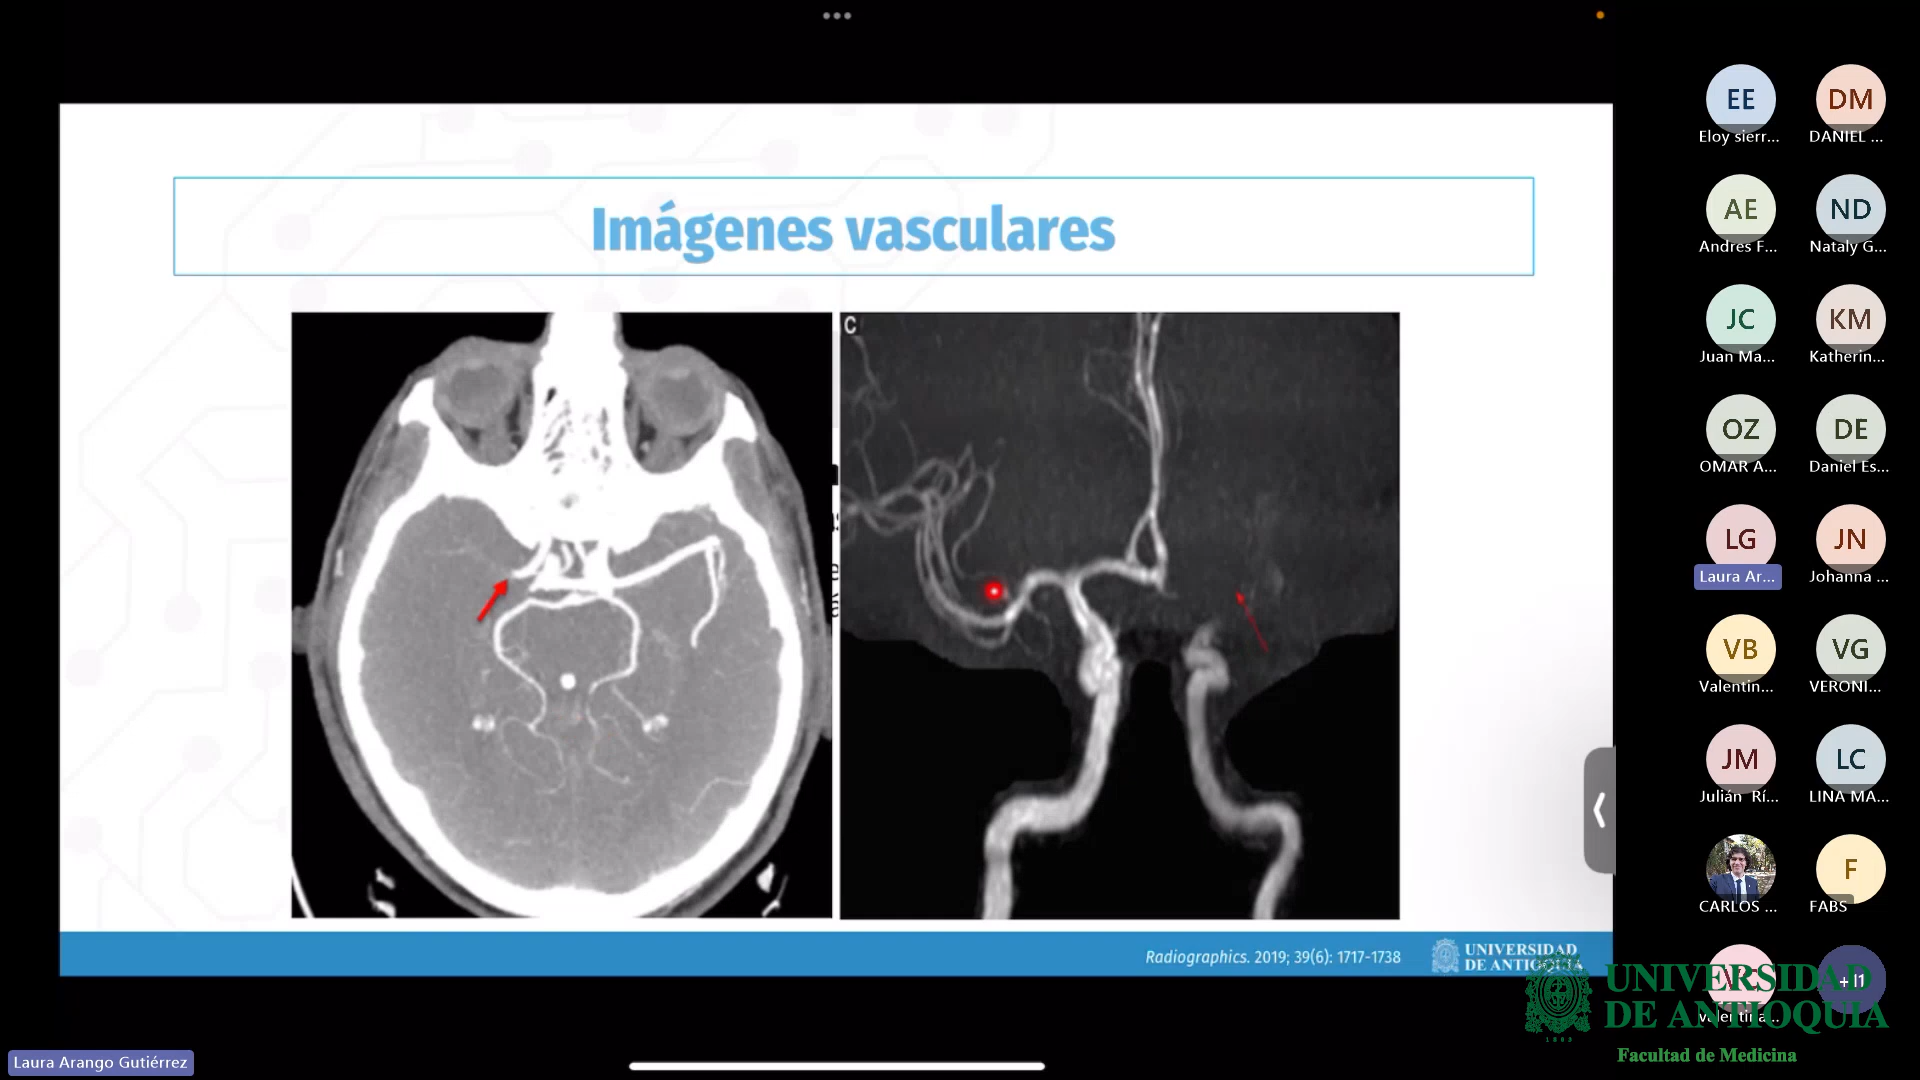 Imágenes vasculares
C
Radiographics. 2019; 39(6): 1717-1738
UNIVERSIDAD
DE ANTIOQUIA
EE
Eloy sierr...
DM
DANIEL ...
AE
Andres F...
ND
Nataly G...
JC
Juan Ma...
KM
Katherin...
OZ
OMAR A...
DE
Daniel Es...
LG
Laura Ar...
JN
Johanna ...
VB
Valentin...
VG
VERONI...
JM
Julián Rí...
LC
LINA MA...
CARLOS ...
F
FABS
valentina...
+11
UNIVERSIDAD
DE ANTIOQUIA
1803
Facultad de Medicina
Laura Arango Gutiérrez